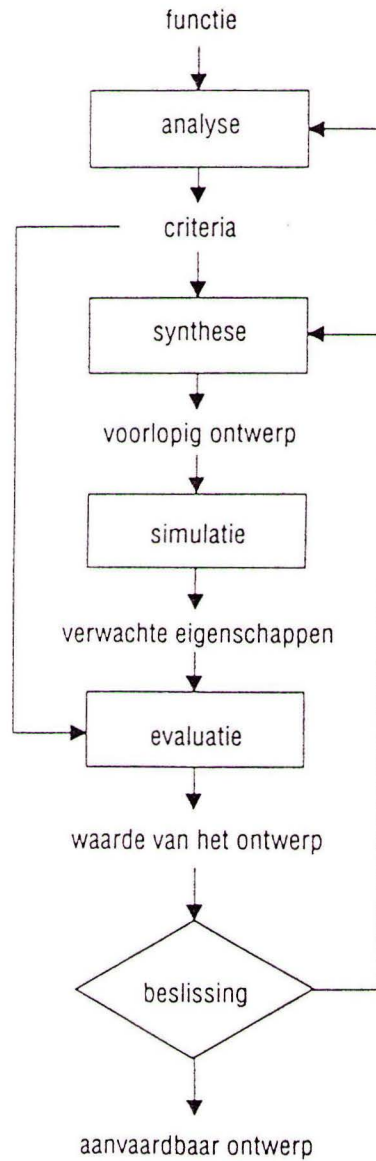 functie
analyse
criteria
synthese
voorlopig ontwerp
simulatie
verwachte eigenschappen
evaluatie
waarde van het ontwerp
beslissing
aanvaardbaar ontwerp